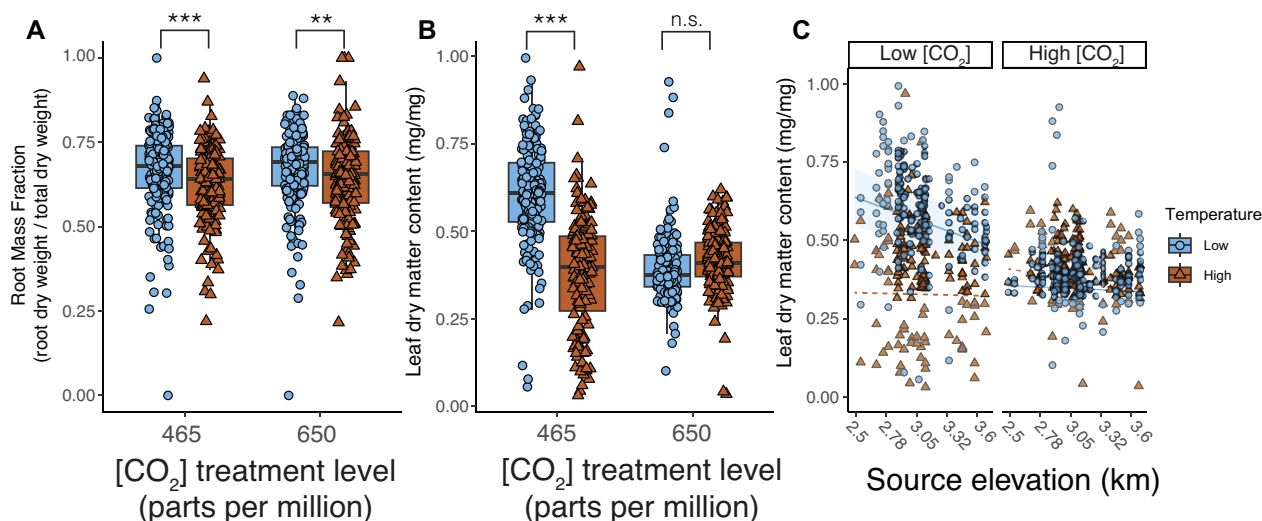 A
***
**
Root Mass Fraction
(root dry weight / total dry weight)
1.00
0.75
0.50
0.25
0.00
465
650
[CO2] treatment level
(parts per million)
B
***
n.s.
Leaf dry matter content (mg/mg)
1.00
0.75
0.50
0.25
0.00
465
650
[CO2] treatment level
(parts per million)
C
Low [CO2]
High [CO2]
Leaf dry matter content (mg/mg)
1.00
0.75
0.50
0.25
0.00
2.5
2.78
3.05
3.32
3.6
2.5
2.78
3.05
3.32
3.6
Source elevation (km)
Temperature
Low
High